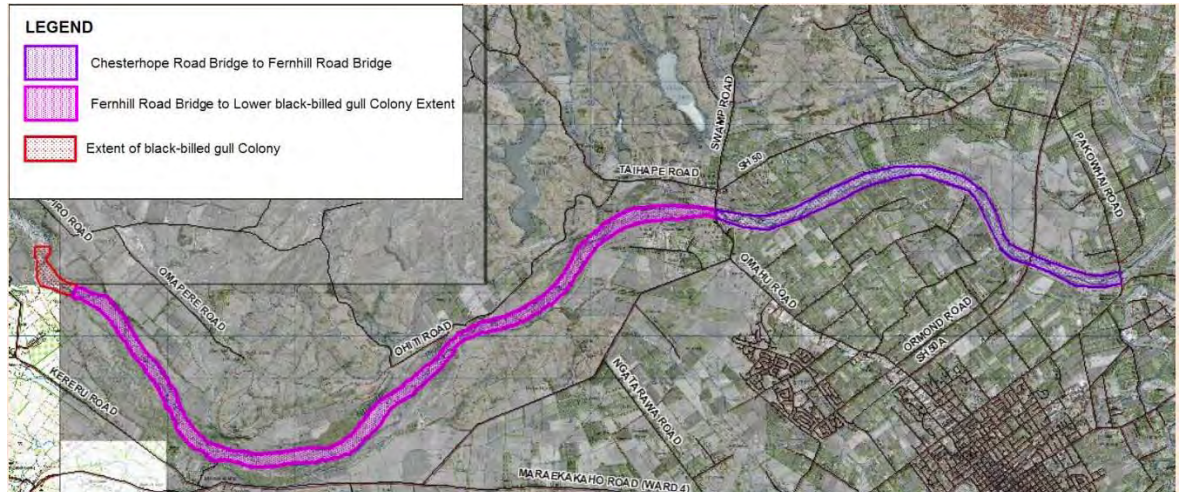 LEGEND
Chesterhope Road Bridge to Fernhill Road Bridge
Fernhill Road Bridge to Lower black-billed gull Colony Extent
Extent of black-billed gull Colony
SWAMP ROAD
TAIHAPE ROAD
SH 50
PAKOWHAI ROAD
OMAPERE ROAD
OMAHU ROAD
OHITI ROAD
ORMOND ROAD
SH 50A
KERERU ROAD
NGATARAWA ROAD
MARAEKAKAHO ROAD (WARD 4)